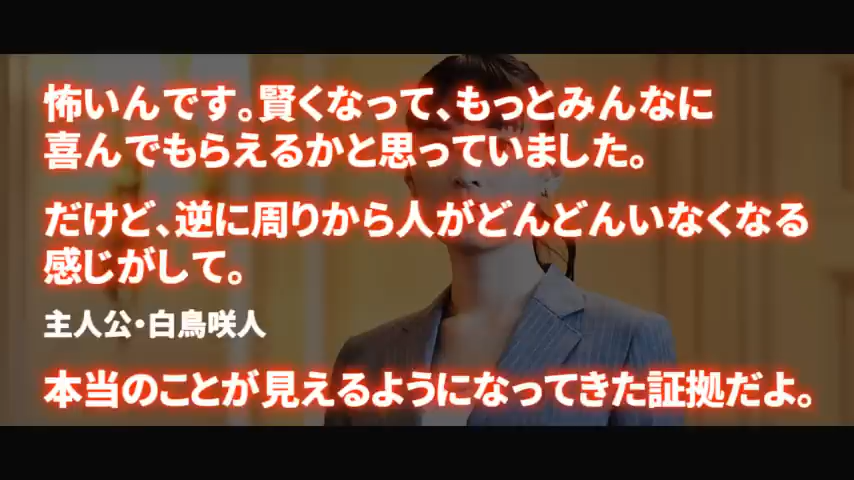 怖いんです。賢くなって、もっとみんなに
喜んでもらえるかと思っていました。
だけど、逆に周りから人がどんどんいなくなる
感じがして。
主人公・白鳥咲人
本当のことが見えるようになってきた証拠だよ。